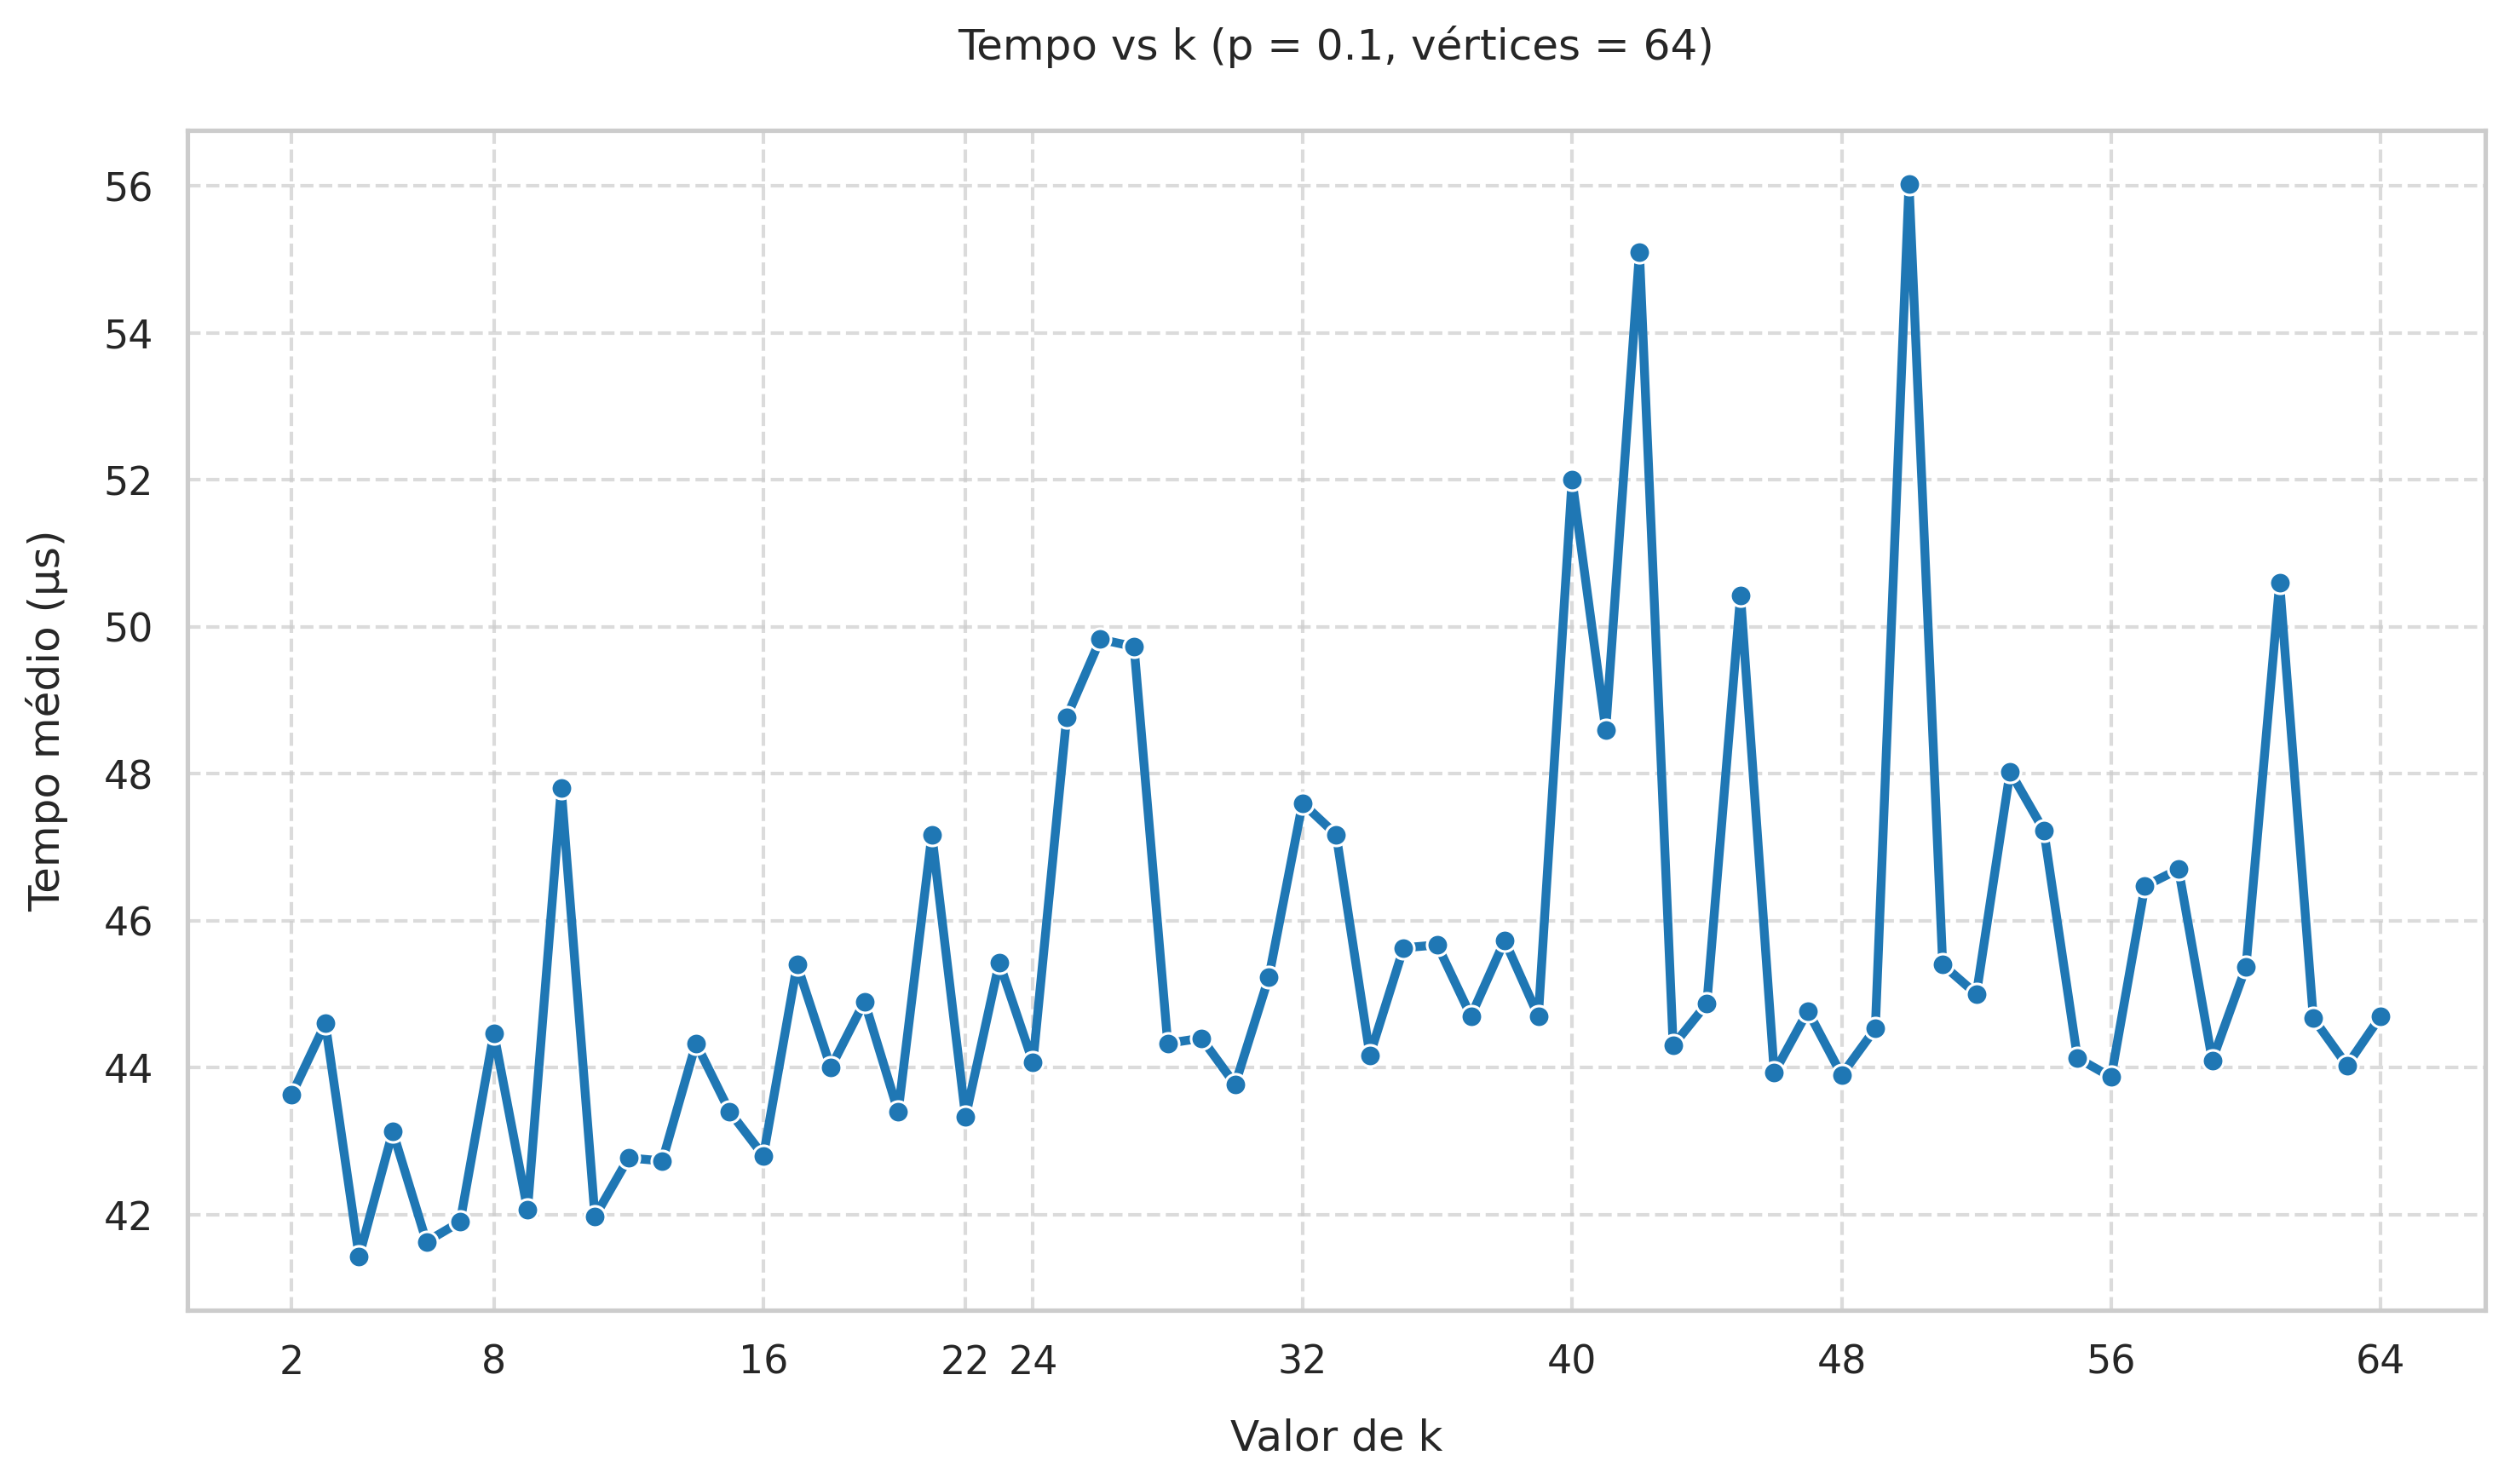 Tempo vs k (p = 0.1, vértices = 64)
56
54
52
50
48
46
44
42
Tempo médio (µs)
2 8 16 22 24 32 40 48 56 64
Valor de k